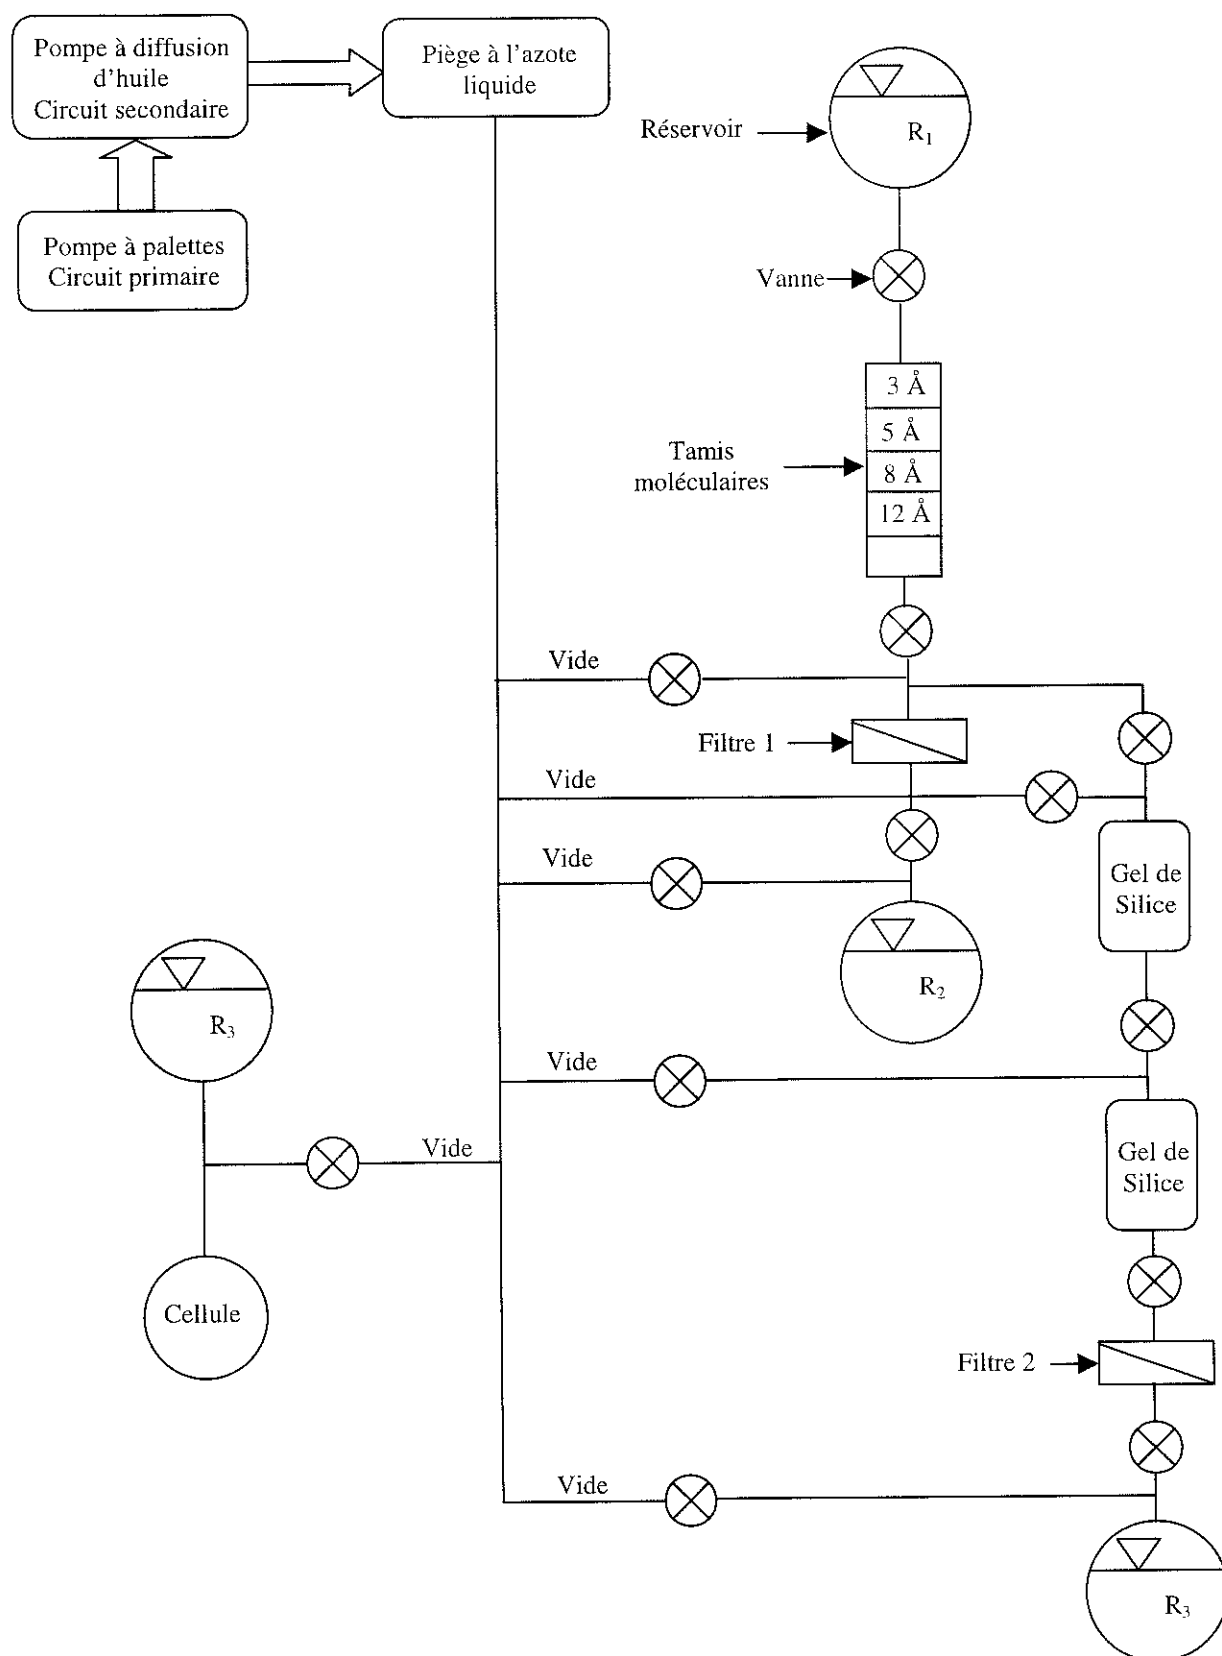 Pompe à diffusion
d'huile
Circuit secondaire
Piège à l'azote
liquide
Pompe à palettes
Circuit primaire
Réservoir
R₁
Vanne
3 Å
5 Å
8 Å
12 Å
Tamis
moléculaires
Vide
Filtre 1
Vide
Vide
Gel de
Silice
R₂
R₃
Vide
Vide
Gel de
Silice
Cellule
Filtre 2
Vide
R₃